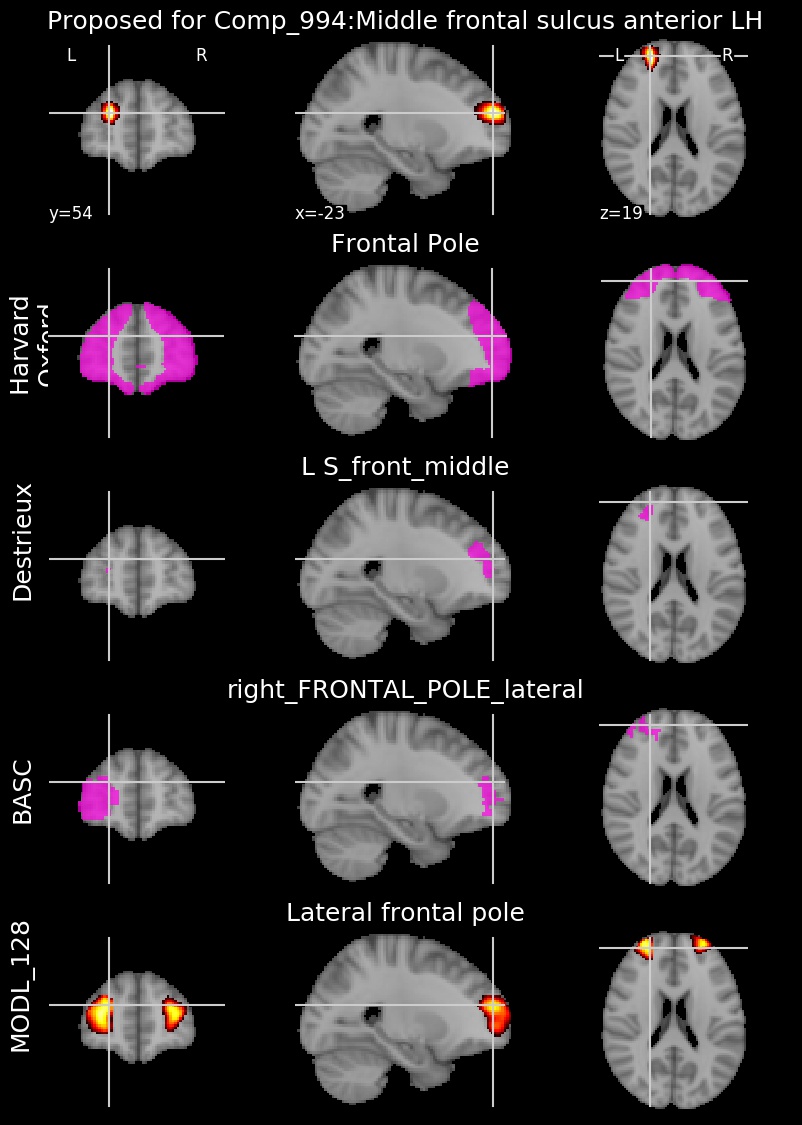 Proposed for Comp_994:Middle frontal sulcus anterior LH
L R L R
y=54 x=-23 z=19
Frontal Pole
Harvard
Oxford
L S_front_middle
Destrieux
right_FRONTAL_POLE_lateral
BASC
Lateral frontal pole
MODL_128